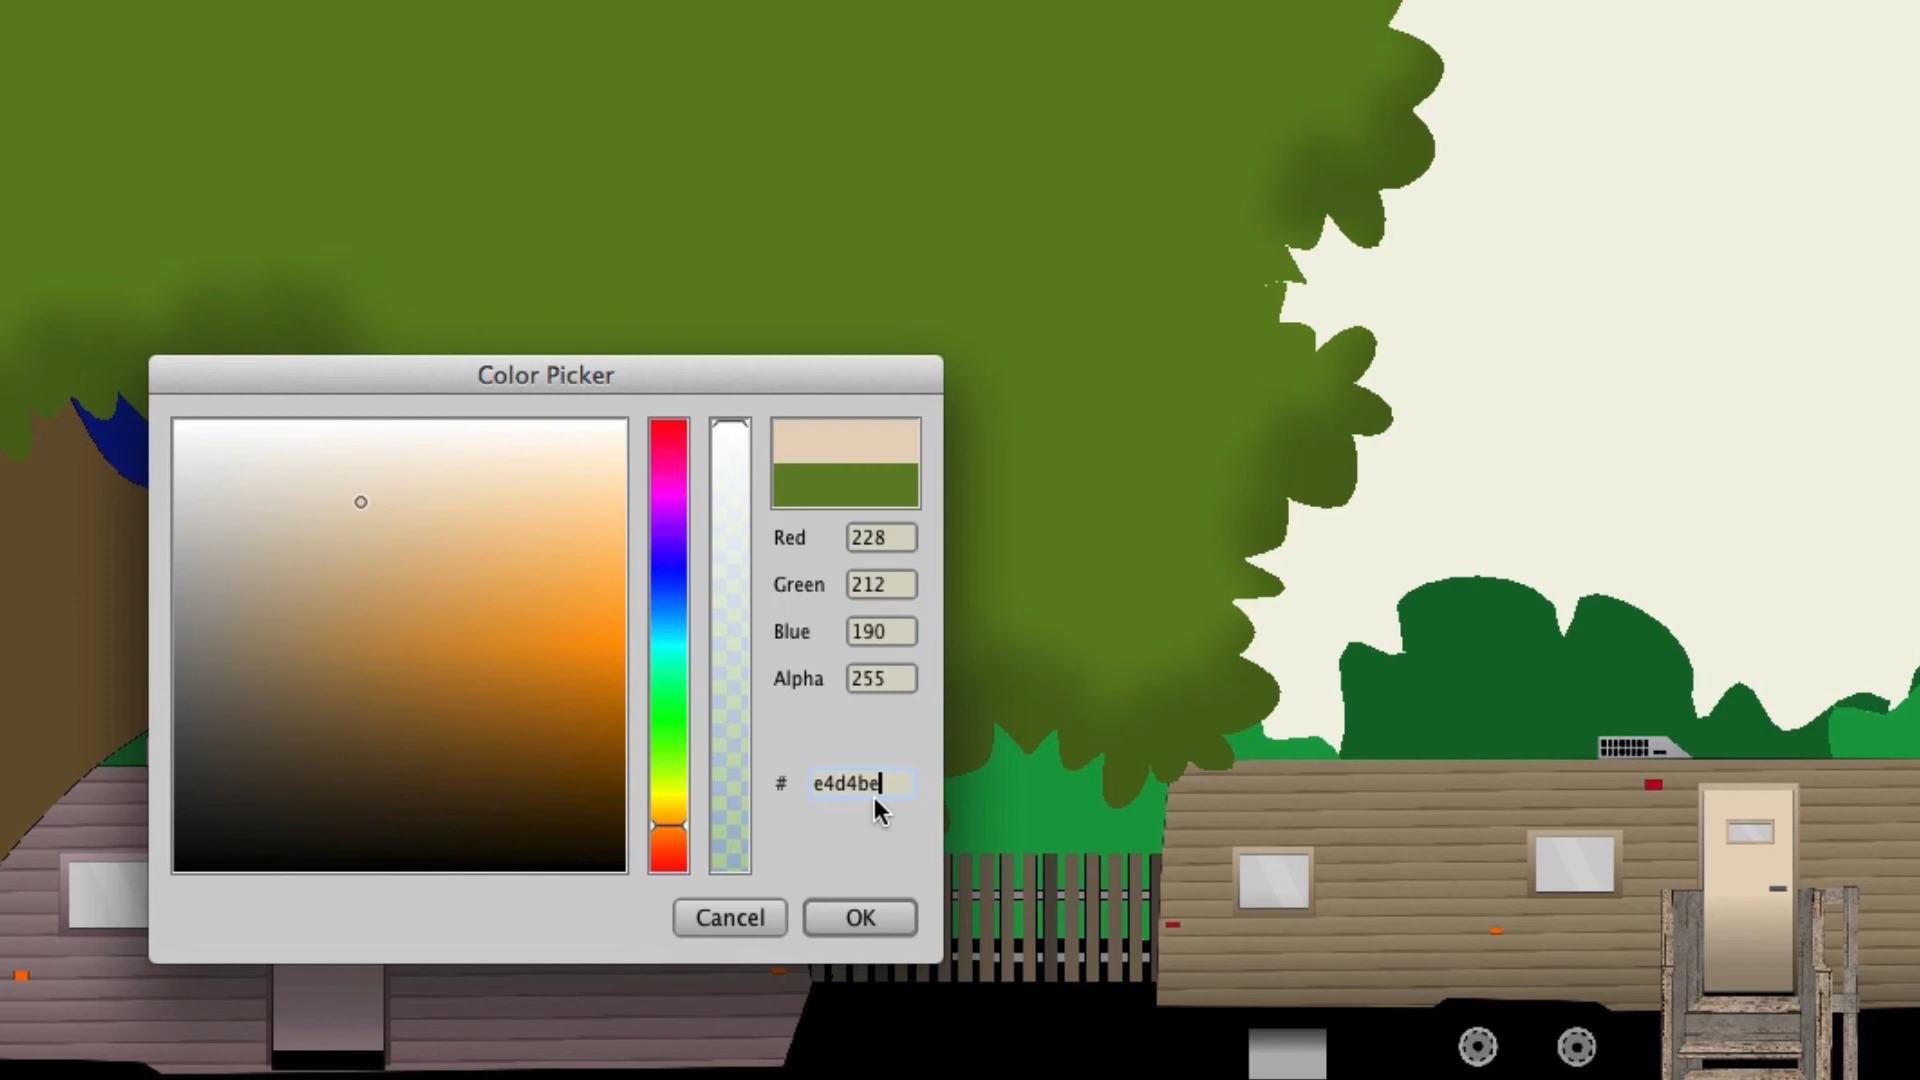 Color Picker
Red 228
Green 212
Blue 190
Alpha 255
# e4d4be
Cancel OK